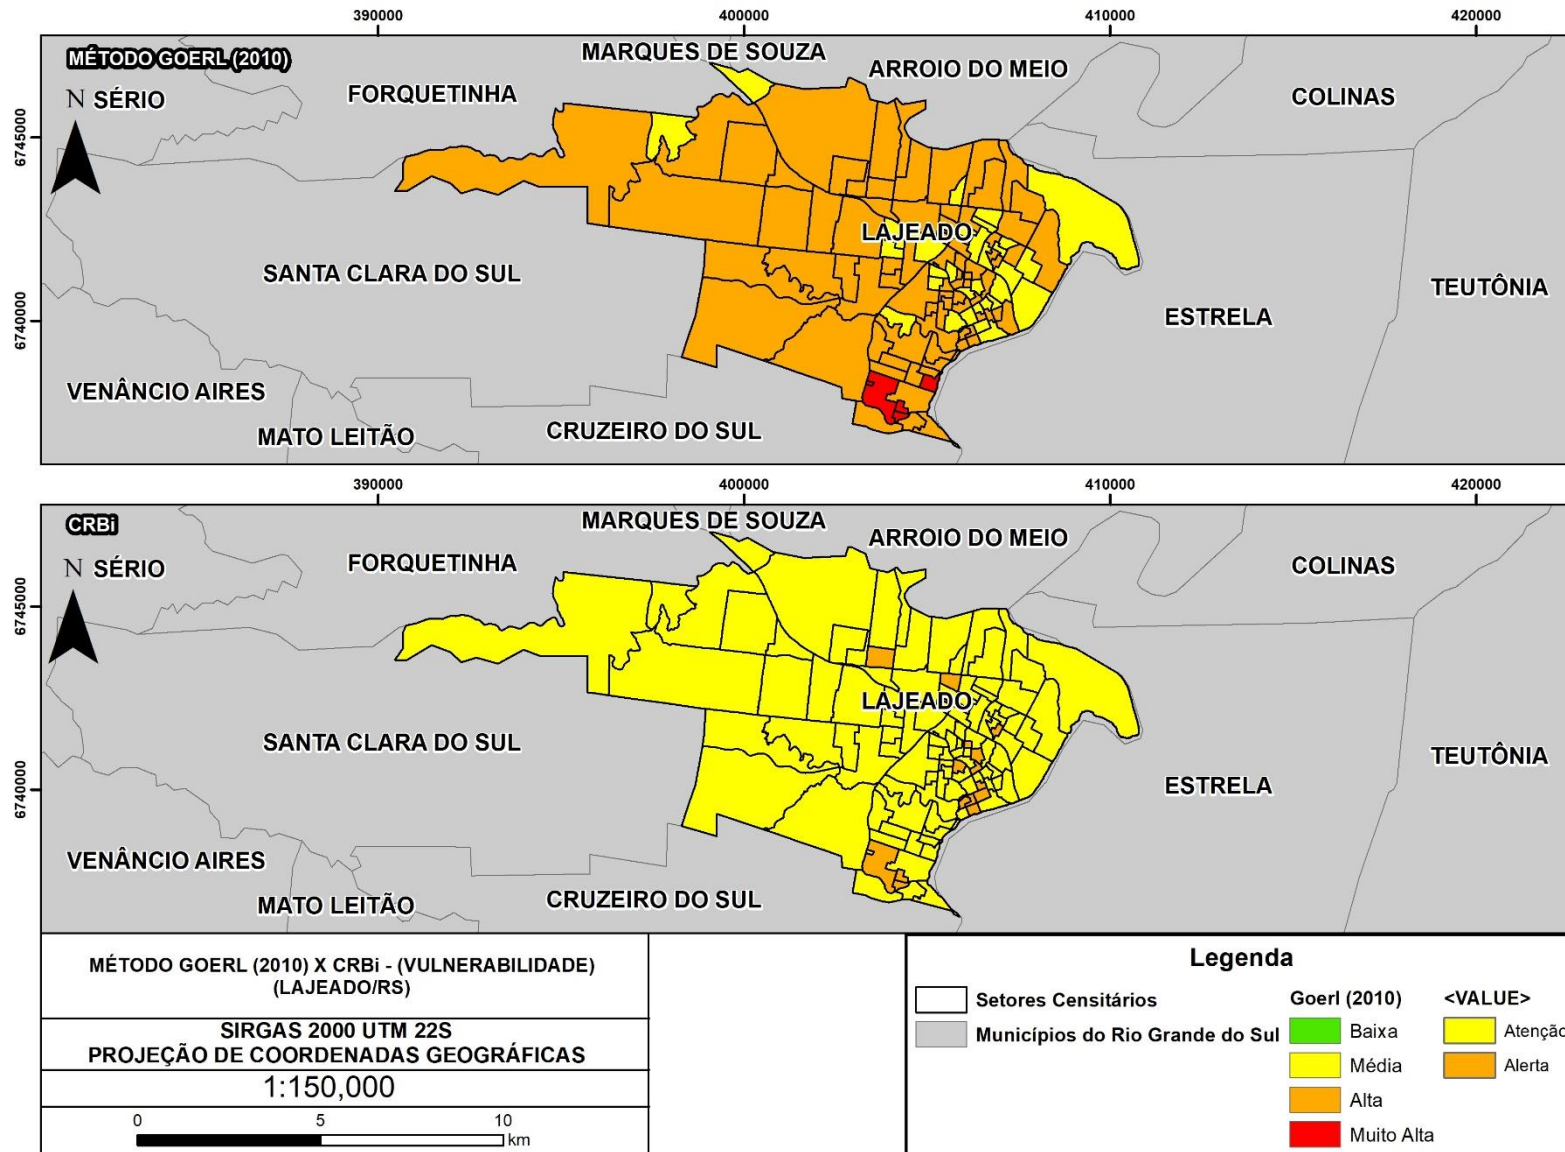 390000 400000 410000 420000
MÉTODO GOERL (2010)
MARQUES DE SOUZA
ARROIO DO MEIO
N SÉRIO
FORQUETINHA
COLINAS
6745000
LAJEADO
SANTA CLARA DO SUL
TEUTÔNIA
6740000
ESTRELA
VENÂNCIO AIRES
MATO LEITÃO
CRUZEIRO DO SUL
390000 400000 410000 420000
CRBi
MARQUES DE SOUZA
ARROIO DO MEIO
N SÉRIO
FORQUETINHA
COLINAS
6745000
LAJEADO
SANTA CLARA DO SUL
TEUTÔNIA
6740000
ESTRELA
VENÂNCIO AIRES
MATO LEITÃO
CRUZEIRO DO SUL
MÉTODO GOERL (2010) X CRBi - (VULNERABILIDADE)
(LAJEADO/RS)
SIRGAS 2000 UTM 22S
PROJEÇÃO DE COORDENADAS GEOGRÁFICAS
1:150,000
0 5 10
km
Legenda
Setores Censitários
Municípios do Rio Grande do Sul
Goerl (2010)
Baixa
Média
Alta
Muito Alta
<VALUE>
Atenção
Alerta